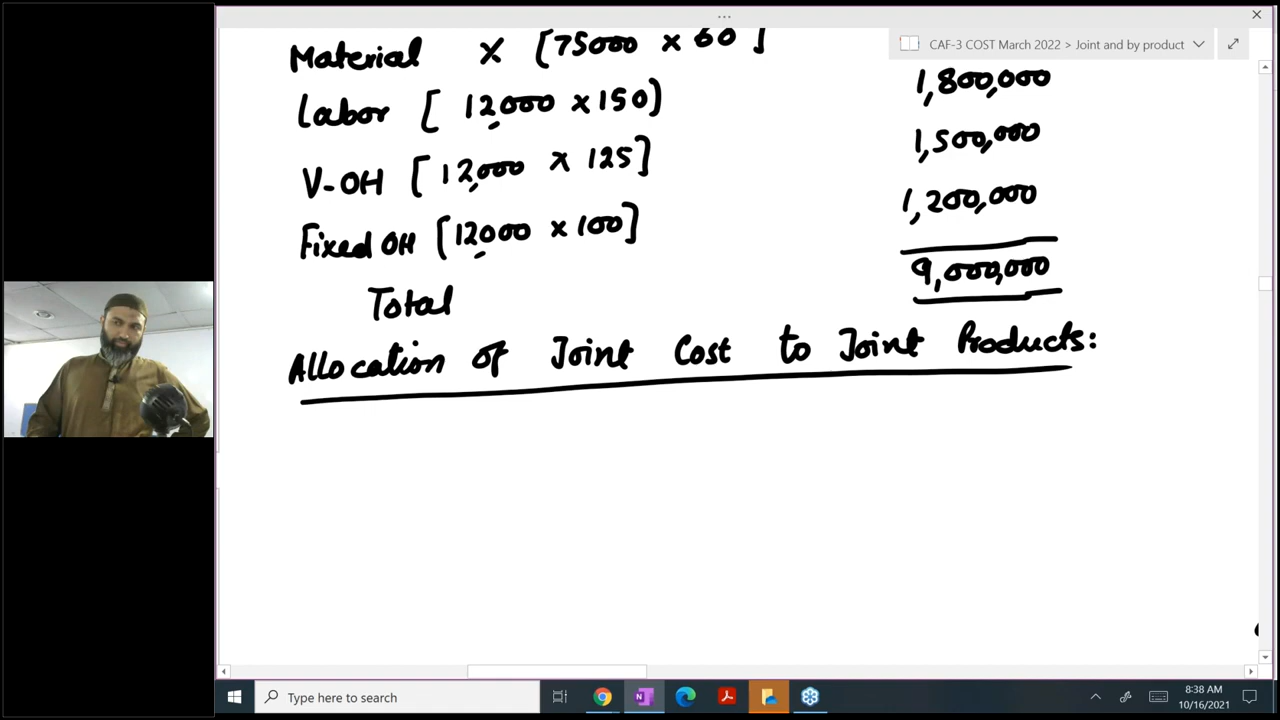 CAF-3 COST March 2022 > Joint and by product
Material X [75000 x 60]
Labor [12,000 x 150] 1,800,000
V-OH [12,000 x 125] 1,500,000
Fixed OH [12,000 x 100] 1,200,000
Total 9,000,000
Allocation of Joint Cost to Joint Products:
Type here to search
8:38 AM
10/16/2021